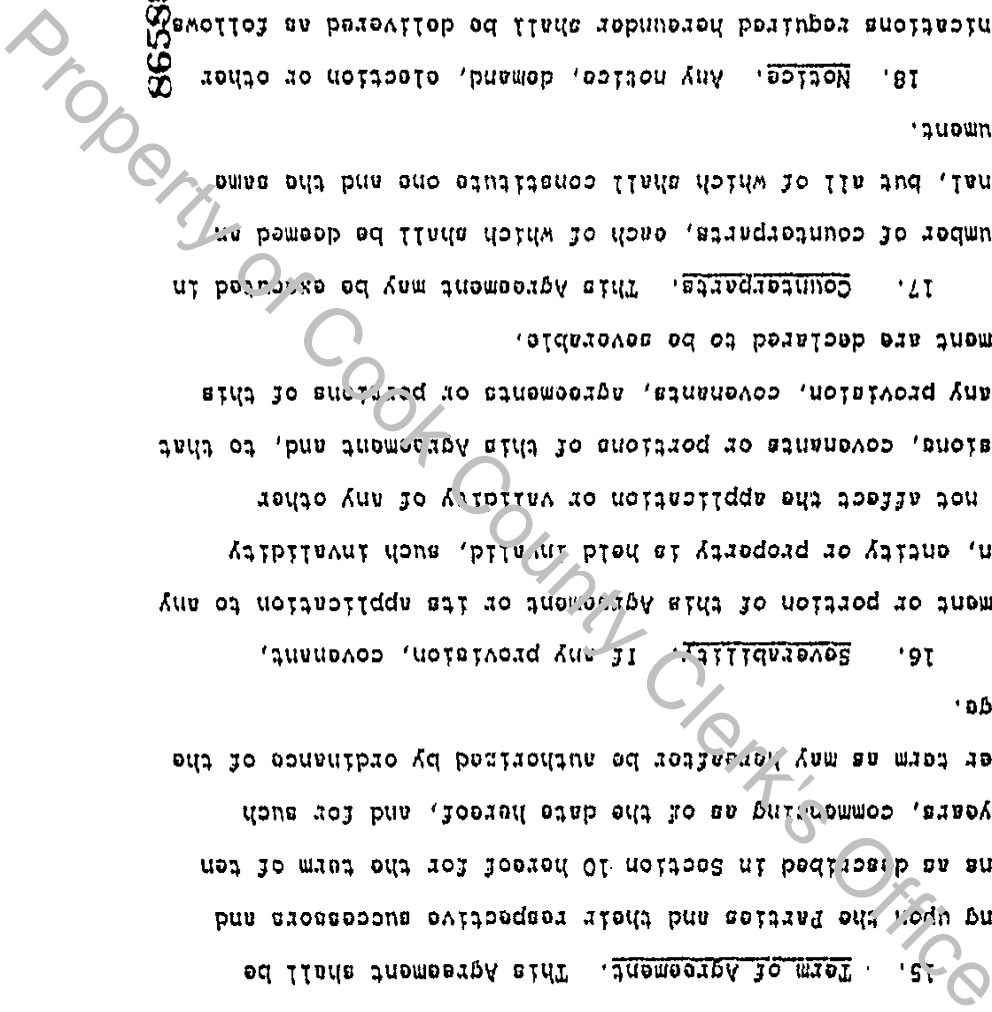 15. Term of Agreement. This Agreement shall be
ng upon the Parties and their respective successors and
ns as described in Section 10 hereof for the term of ten
years, commencing as of the date hereof, and for such
er term as may hereafter be authorized by ordinance of the
ge.
16. Severability. If any provision, covenant,
ment or portion of this Agreement or its application to any
n, entity or property is held invalid, such invalidity
not affect the application or validity of any other
sions, covenants or portions of this Agreement and, to that
any provision, covenants, agreements or portions of this
ment are declared to be severable.
17. Counterparts. This Agreement may be executed in
umber of counterparts, each of which shall be deemed an
nal, but all of which shall constitute one and the same
ument.
18. Notice. Any notice, demand, election or other
nications required hereunder shall be delivered as follows
Property of Cook County Clerk's Office